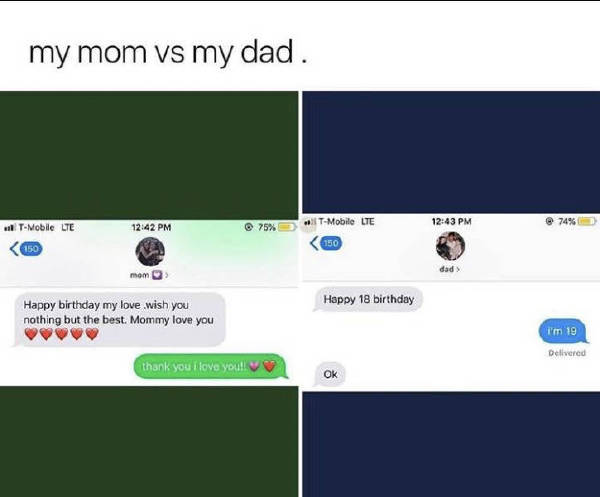 my mom vs my dad .
T-Mobile LTE 12:42 PM 75%
150
mom
Happy birthday my love .wish you
nothing but the best. Mommy love you
❤️❤️❤️❤️❤️
thank you i love you!! 💗❤️
T-Mobile LTE 12:43 PM 74%
150
dad
Happy 18 birthday
i'm 19
Delivered
Ok